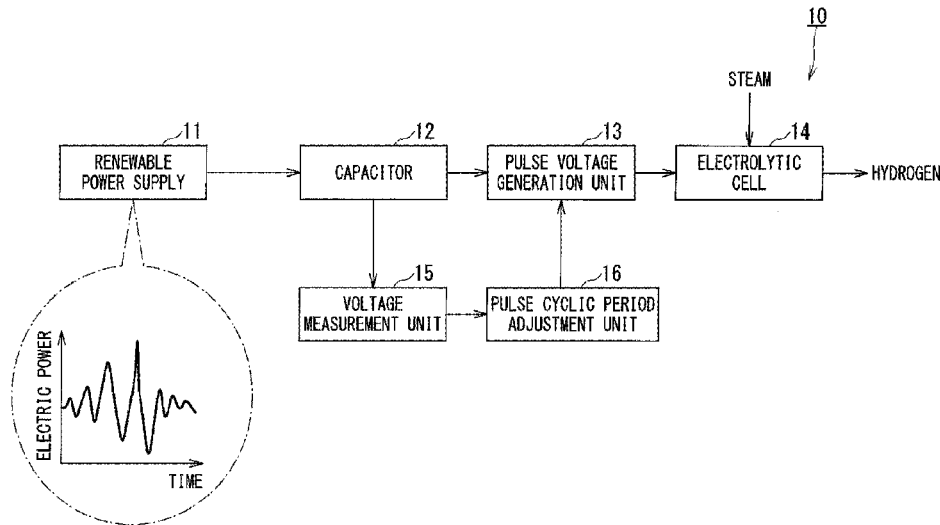 10
STEAM
11
12
13
14
RENEWABLE
POWER SUPPLY
CAPACITOR
PULSE VOLTAGE
GENERATION UNIT
ELECTROLYTIC
CELL
HYDROGEN
15
16
VOLTAGE
MEASUREMENT UNIT
PULSE CYCLIC PERIOD
ADJUSTMENT UNIT
ELECTRIC POWER
TIME